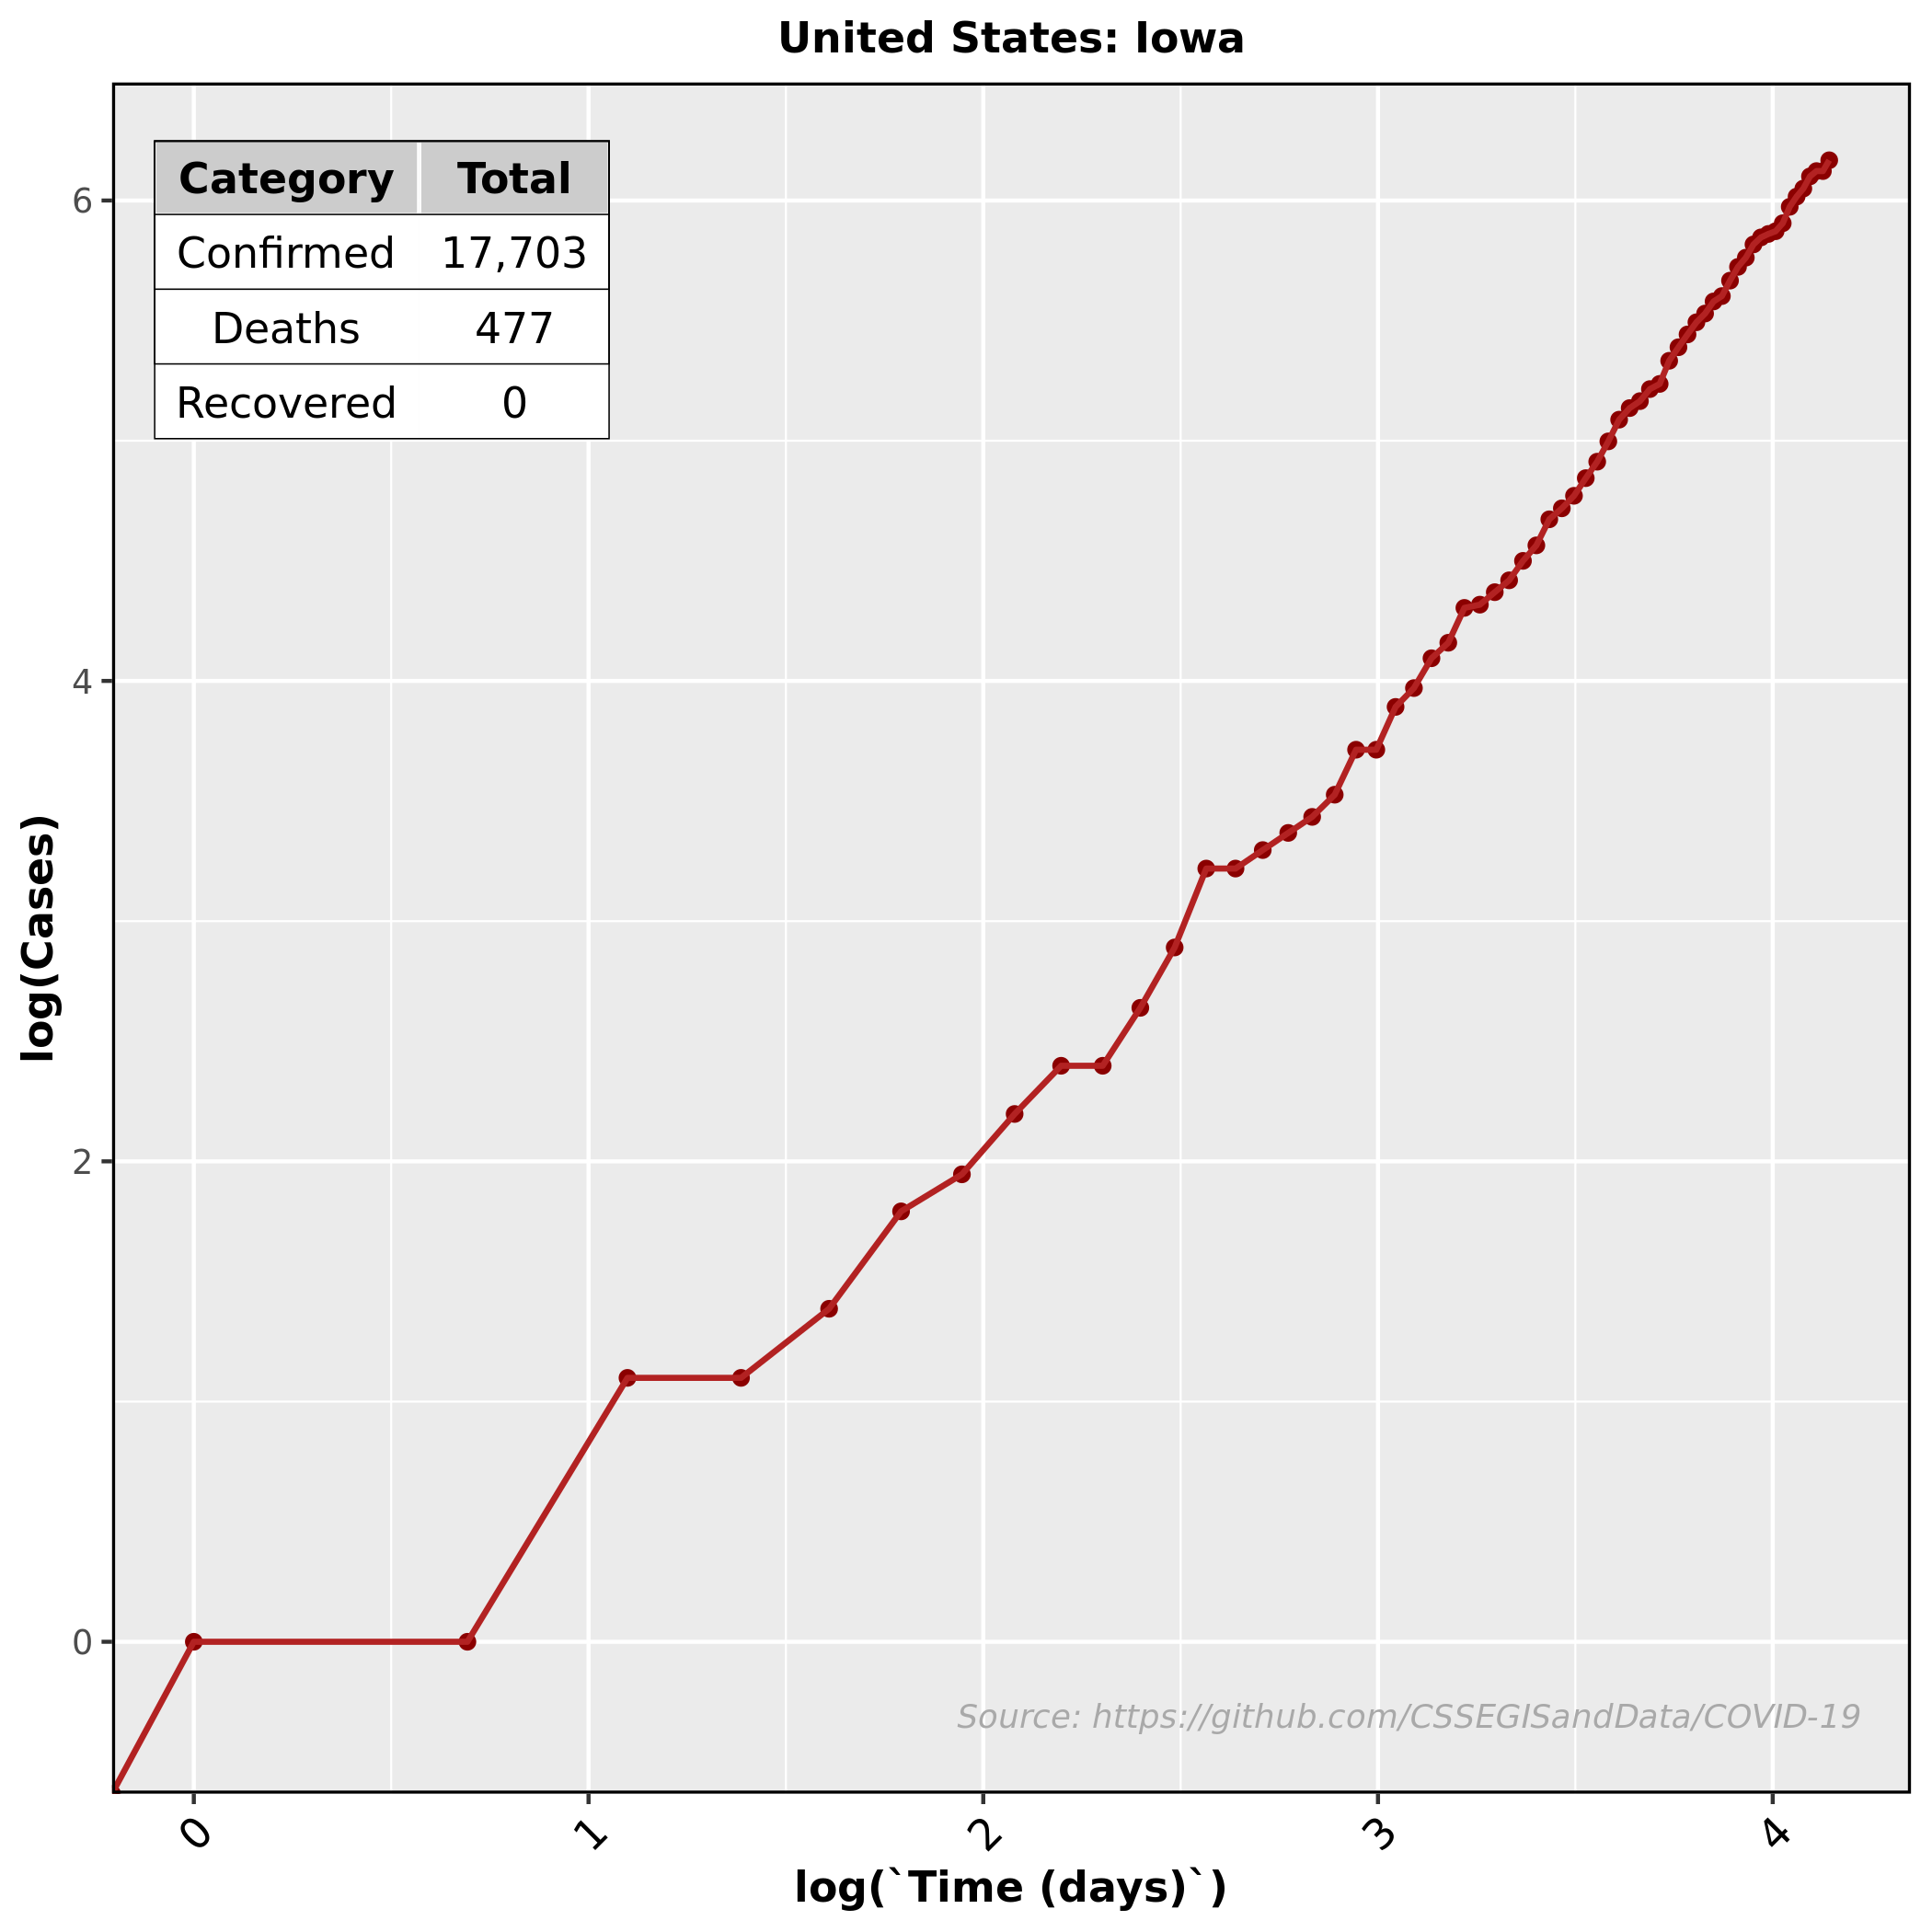 United States: Iowa
Category Total
Confirmed 17,703
Deaths 477
Recovered 0
6
4
2
0
log(Cases)
Source: https://github.com/CSSEGISandData/COVID-19
0 1 2 3 4
log(`Time (days)`)